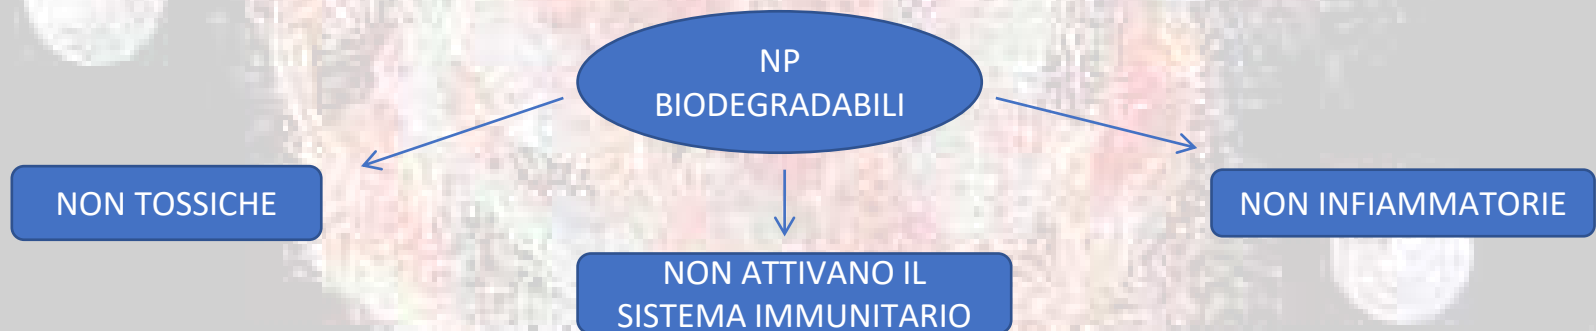 NP
BIODEGRADABILI
NON TOSSICHE
NON ATTIVANO IL
SISTEMA IMMUNITARIO
NON INFIAMMATORIE